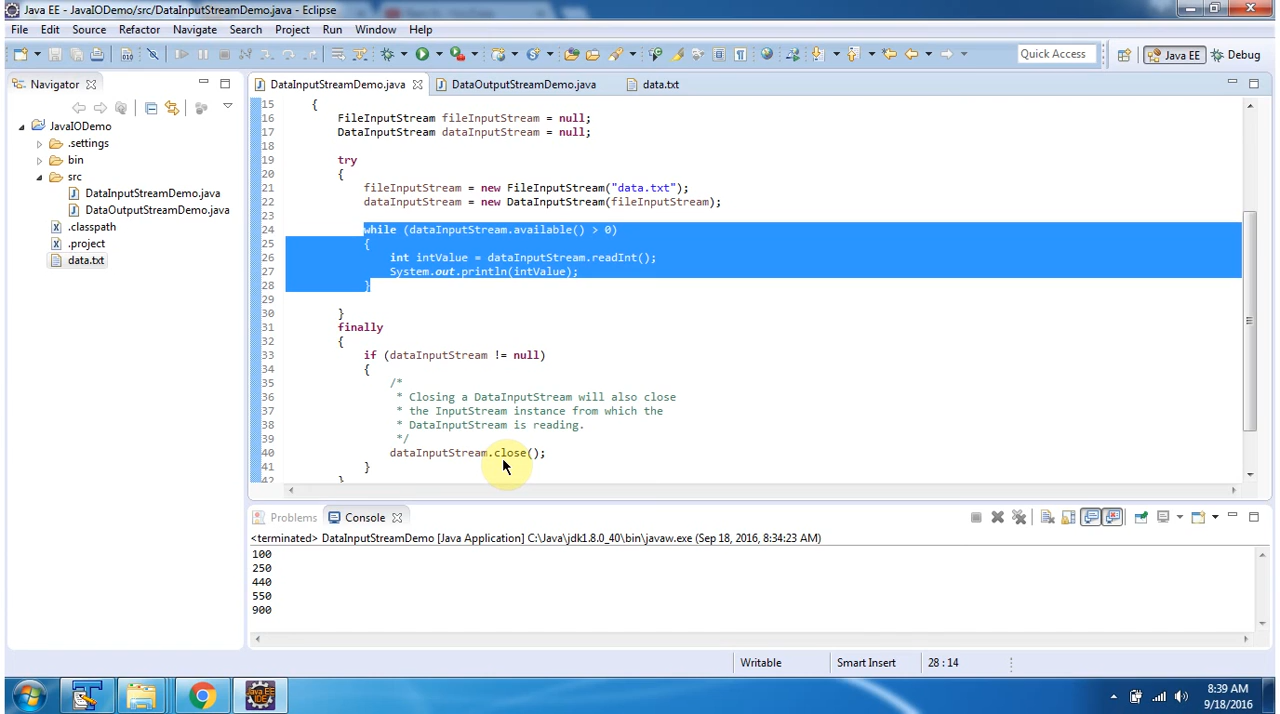 Java EE - JavaIODemo/src/DataInputStreamDemo.java - Eclipse
File Edit Source Refactor Navigate Search Project Run Window Help
Quick Access Java EE Debug
Navigator
JavaIODemo
.settings
bin
src
DataInputStreamDemo.java
DataOutputStreamDemo.java
.classpath
.project
data.txt
DataInputStreamDemo.java DataOutputStreamDemo.java data.txt
15 {
16 FileInputStream fileInputStream = null;
17 DataInputStream dataInputStream = null;
18
19 try
20 {
21 fileInputStream = new FileInputStream("data.txt");
22 dataInputStream = new DataInputStream(fileInputStream);
23
24 while (dataInputStream.available() > 0)
25 {
26 int intValue = dataInputStream.readInt();
27 System.out.println(intValue);
28 }
29
30 }
31 finally
32 {
33 if (dataInputStream != null)
34 {
35 /*
36 * Closing a DataInputStream will also close
37 * the InputStream instance from which the
38 * DataInputStream is reading.
39 */
40 dataInputStream.close();
41 }
42 }
Problems Console
<terminated> DataInputStreamDemo [Java Application] C:\Java\jdk1.8.0_40\bin\javaw.exe (Sep 18, 2016, 8:34:23 AM)
100
250
440
550
900
Writable Smart Insert 28 : 14
8:39 AM
9/18/2016